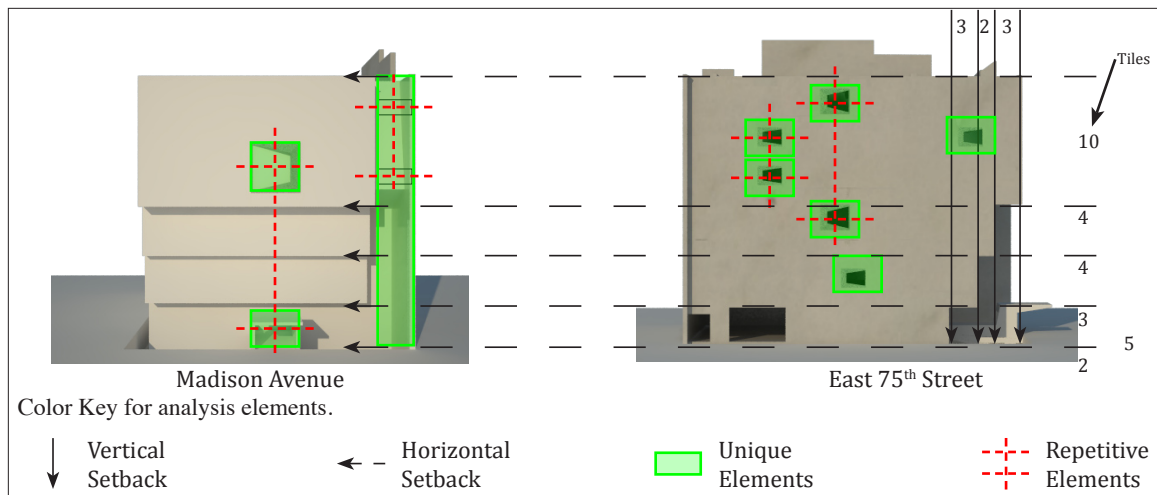 3 2 3
Tiles
10
4
4
3
5
2
Madison Avenue
East 75th Street
Color Key for analysis elements.
Vertical
Setback
Horizontal
Setback
Unique
Elements
Repetitive
Elements